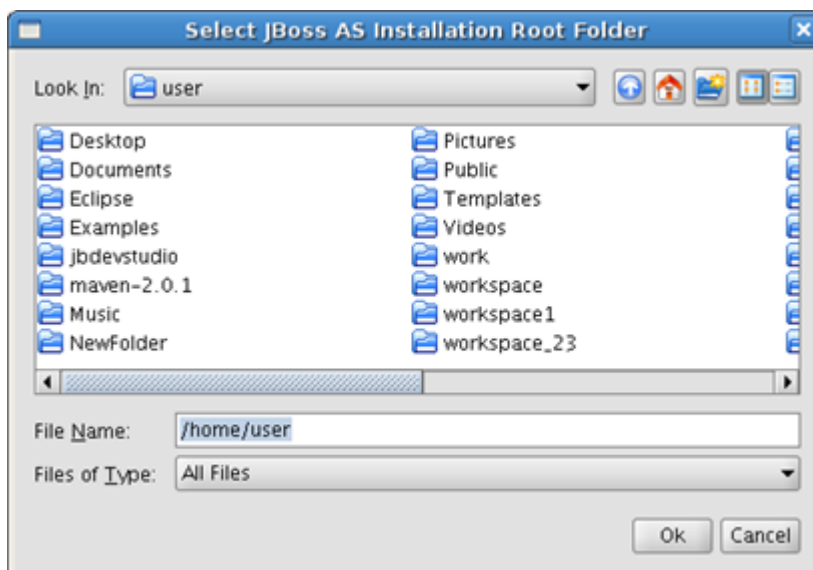 Select JBoss AS Installation Root Folder
Look In: user
Desktop
Documents
Eclipse
Examples
jbdevstudio
maven-2.0.1
Music
NewFolder
Pictures
Public
Templates
Videos
work
workspace
workspace1
workspace_23
File Name: /home/user
Files of Type: All Files
Ok Cancel